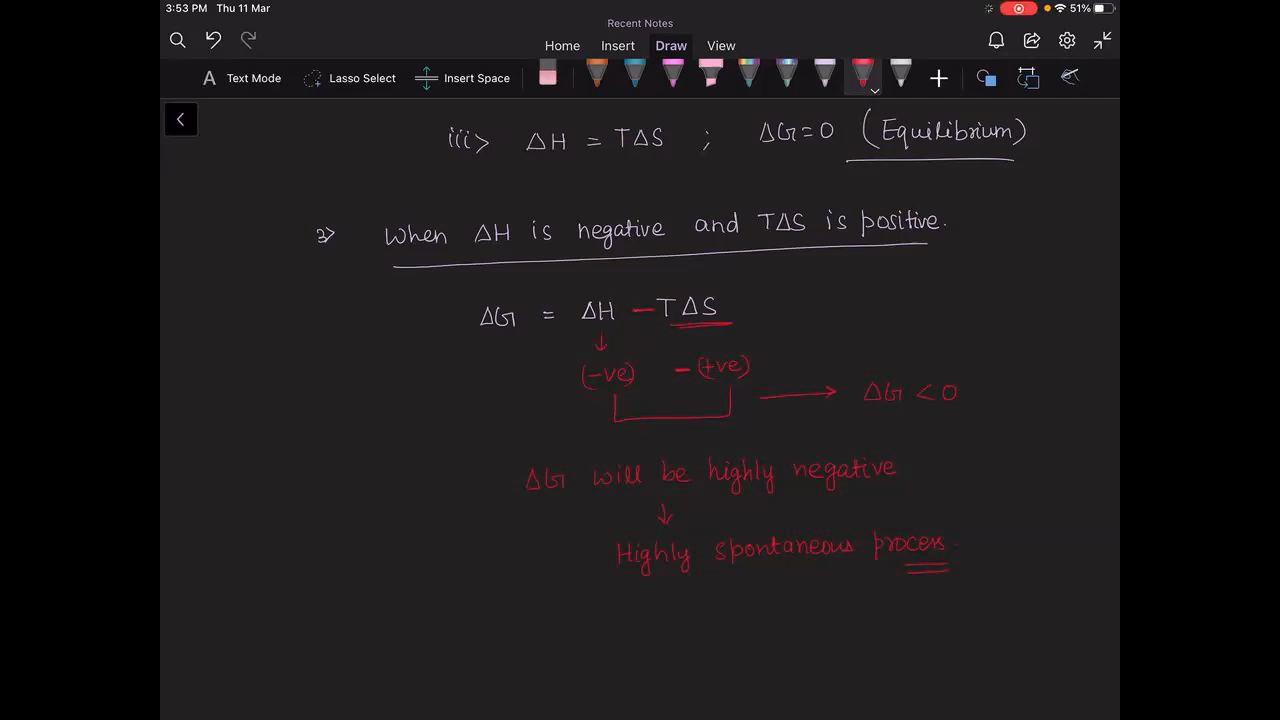 3:53 PM Thu 11 Mar
51%
Recent Notes
Home Insert Draw View
Text Mode Lasso Select Insert Space
iii> ΔH = TΔS ; ΔG=0 (Equilibrium)
When ΔH is negative and TΔS is positive.
ΔG = ΔH - TΔS
↓
(-ve) - (+ve)
→ ΔG < 0
ΔG will be highly negative
↓
Highly spontaneous process.